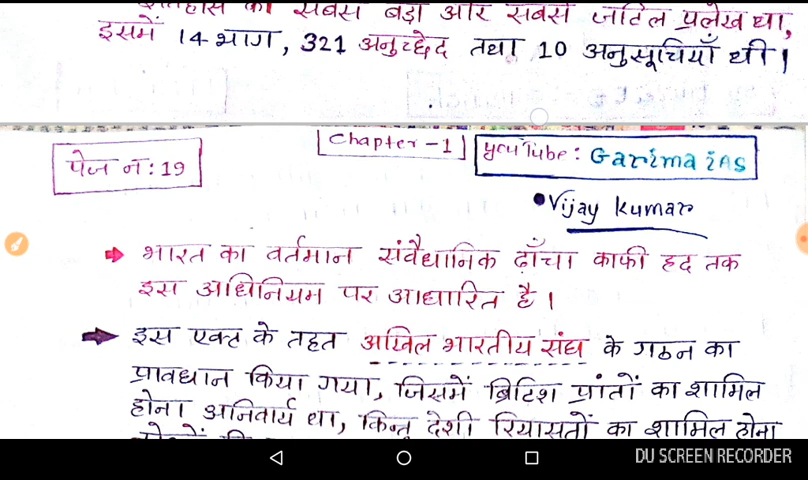 इतिहास का सबसे बड़ा और सबसे जटिल प्रलेख था,
इसमें 14 भाग, 321 अनुच्छेद तथा 10 अनुसूचियाँ थी।
पेज नं: 19
Chapter-1
YouTube: Garima iAS
•Vijay Kumar
भारत का वर्तमान संवैधानिक ढ़ाँचा काफी हद तक
इस अधिनियम पर आधारित है।
इस एक्ट के तहत अखिल भारतीय संघ के गठन का
प्रावधान किया गया, जिसमें ब्रिटिश प्रांतों का शामिल
होना अनिवार्य था, किन्तु देशी रियासतों का शामिल होना
DU SCREEN RECORDER